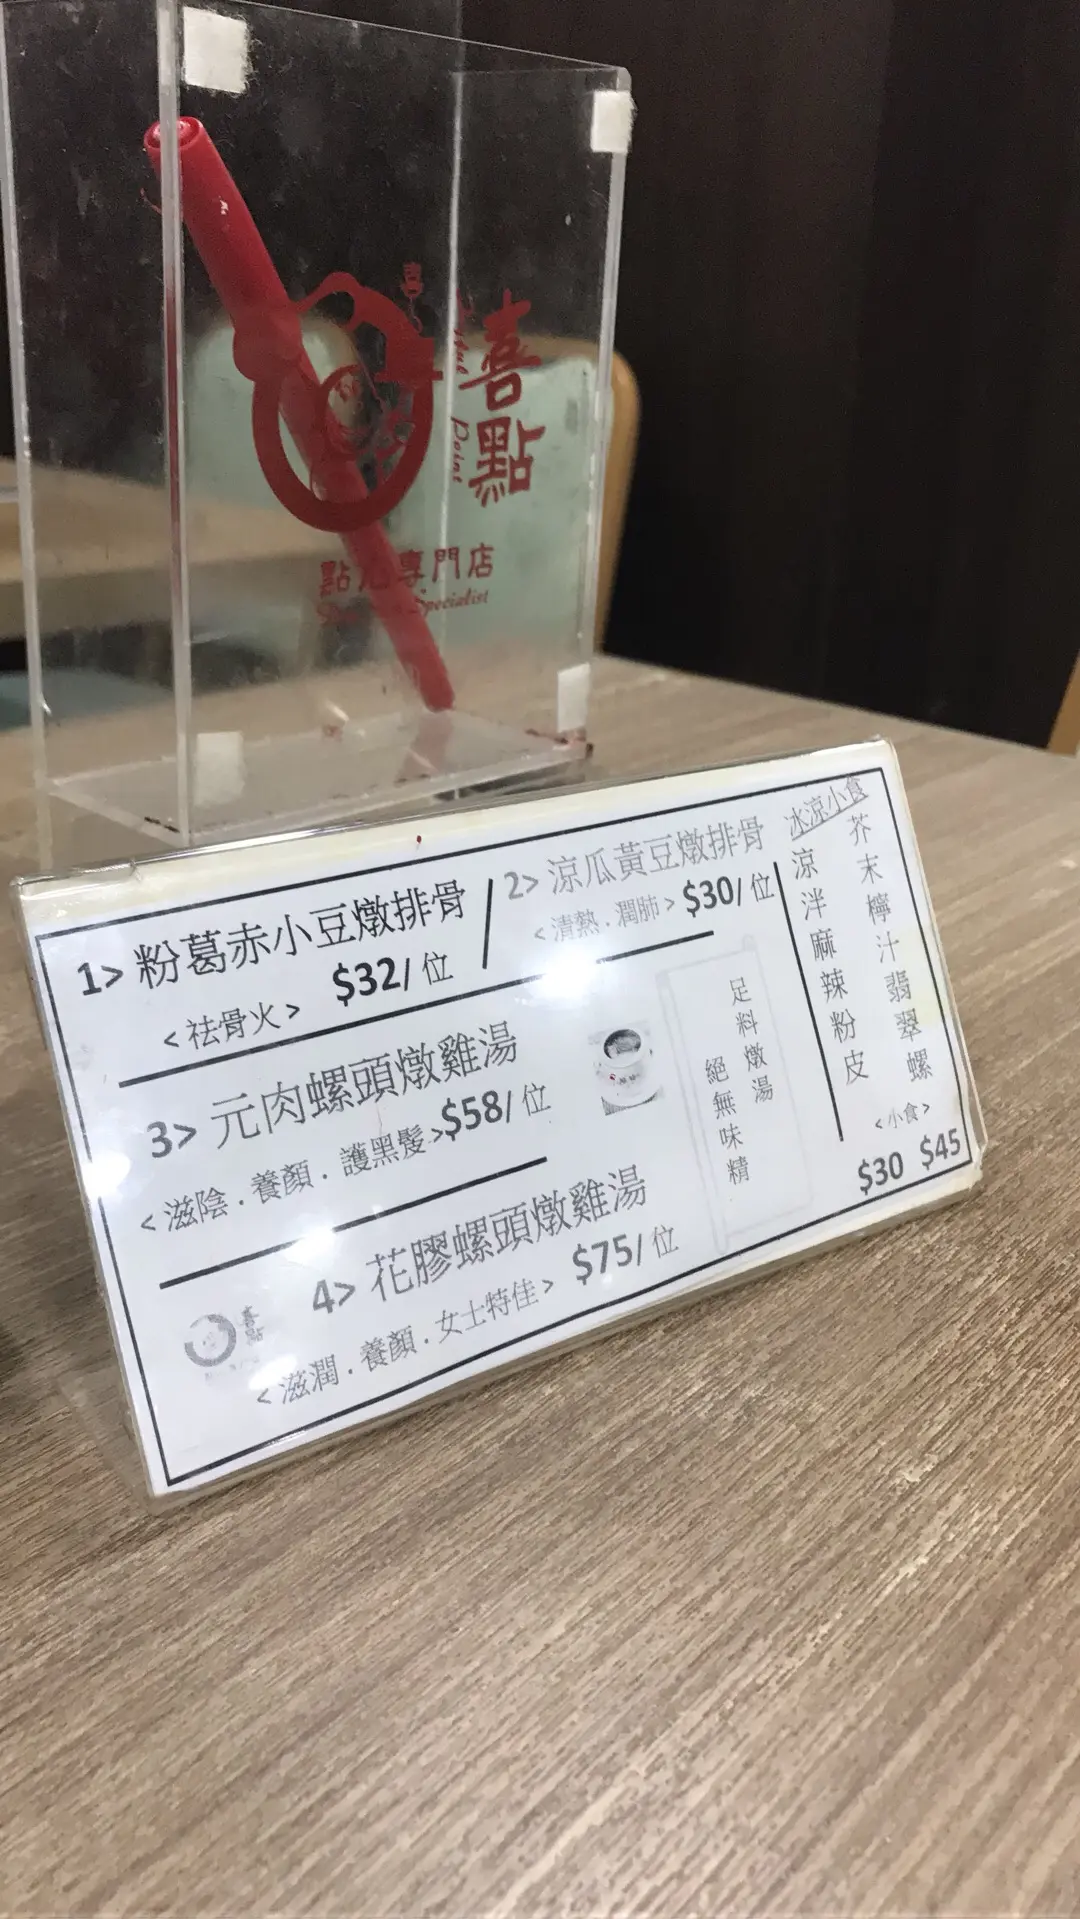 喜點
Point
點心專門店
Specialist
1> 粉葛赤小豆燉排骨
<袪骨火> $32/位
2> 涼瓜黃豆燉排骨
<清熱.潤肺> $30/位
3> 元肉螺頭燉雞湯
<滋陰.養顏.護黑髮> $58/位
4> 花膠螺頭燉雞湯
<滋潤.養顏.女士特佳> $75/位
喜點
足料燉湯
絕無味精
冰涼小食
芥末檸汁翡翠螺
涼泮麻辣粉皮
<小食>
$30 $45